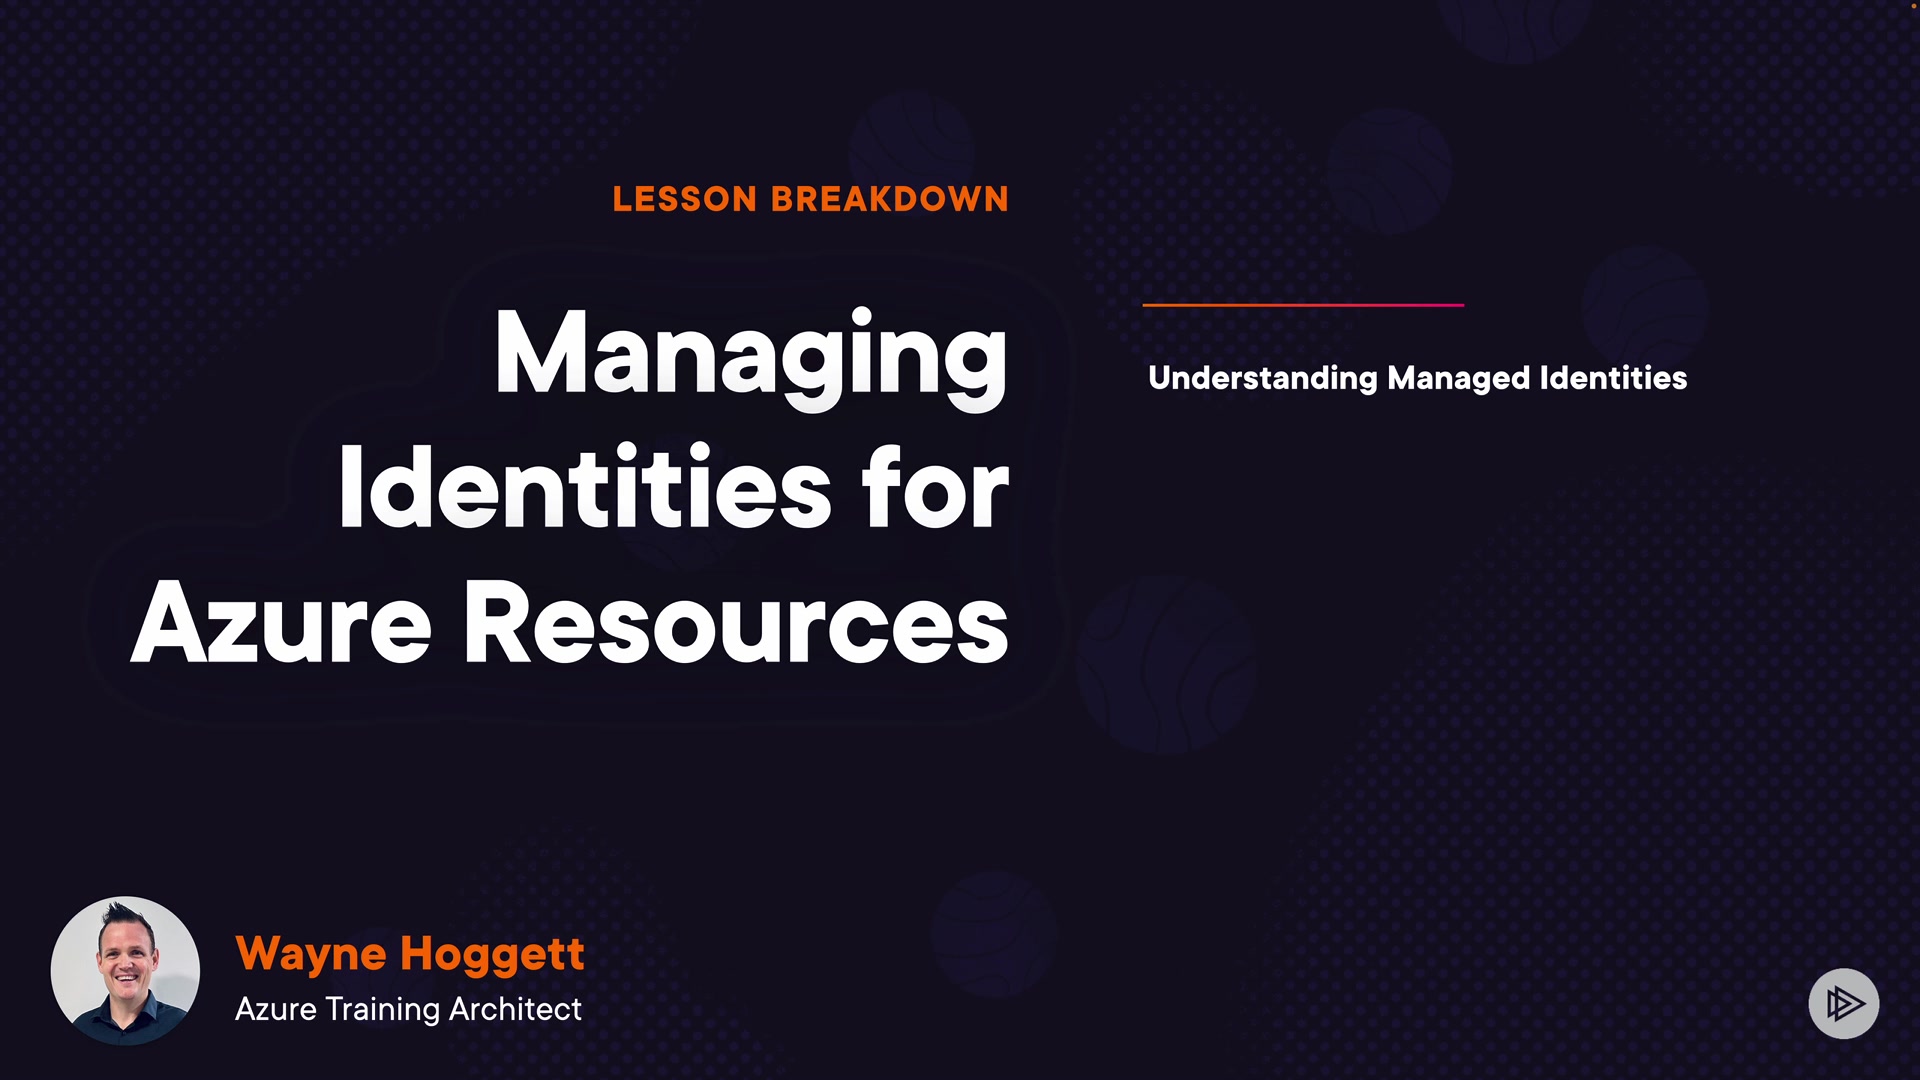 LESSON BREAKDOWN
Managing
Identities for
Azure Resources
Understanding Managed Identities
Wayne Hoggett
Azure Training Architect